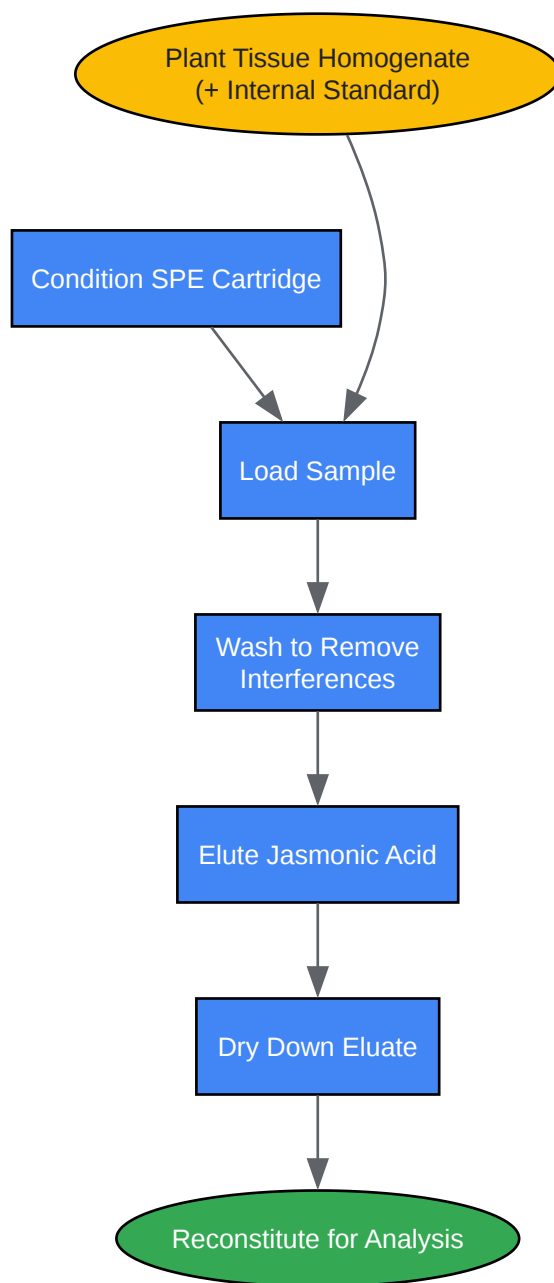 Plant Tissue Homogenate
(+ Internal Standard)
Condition SPE Cartridge
Load Sample
Wash to Remove
Interferences
Elute Jasmonic Acid
Dry Down Eluate
Reconstitute for Analysis